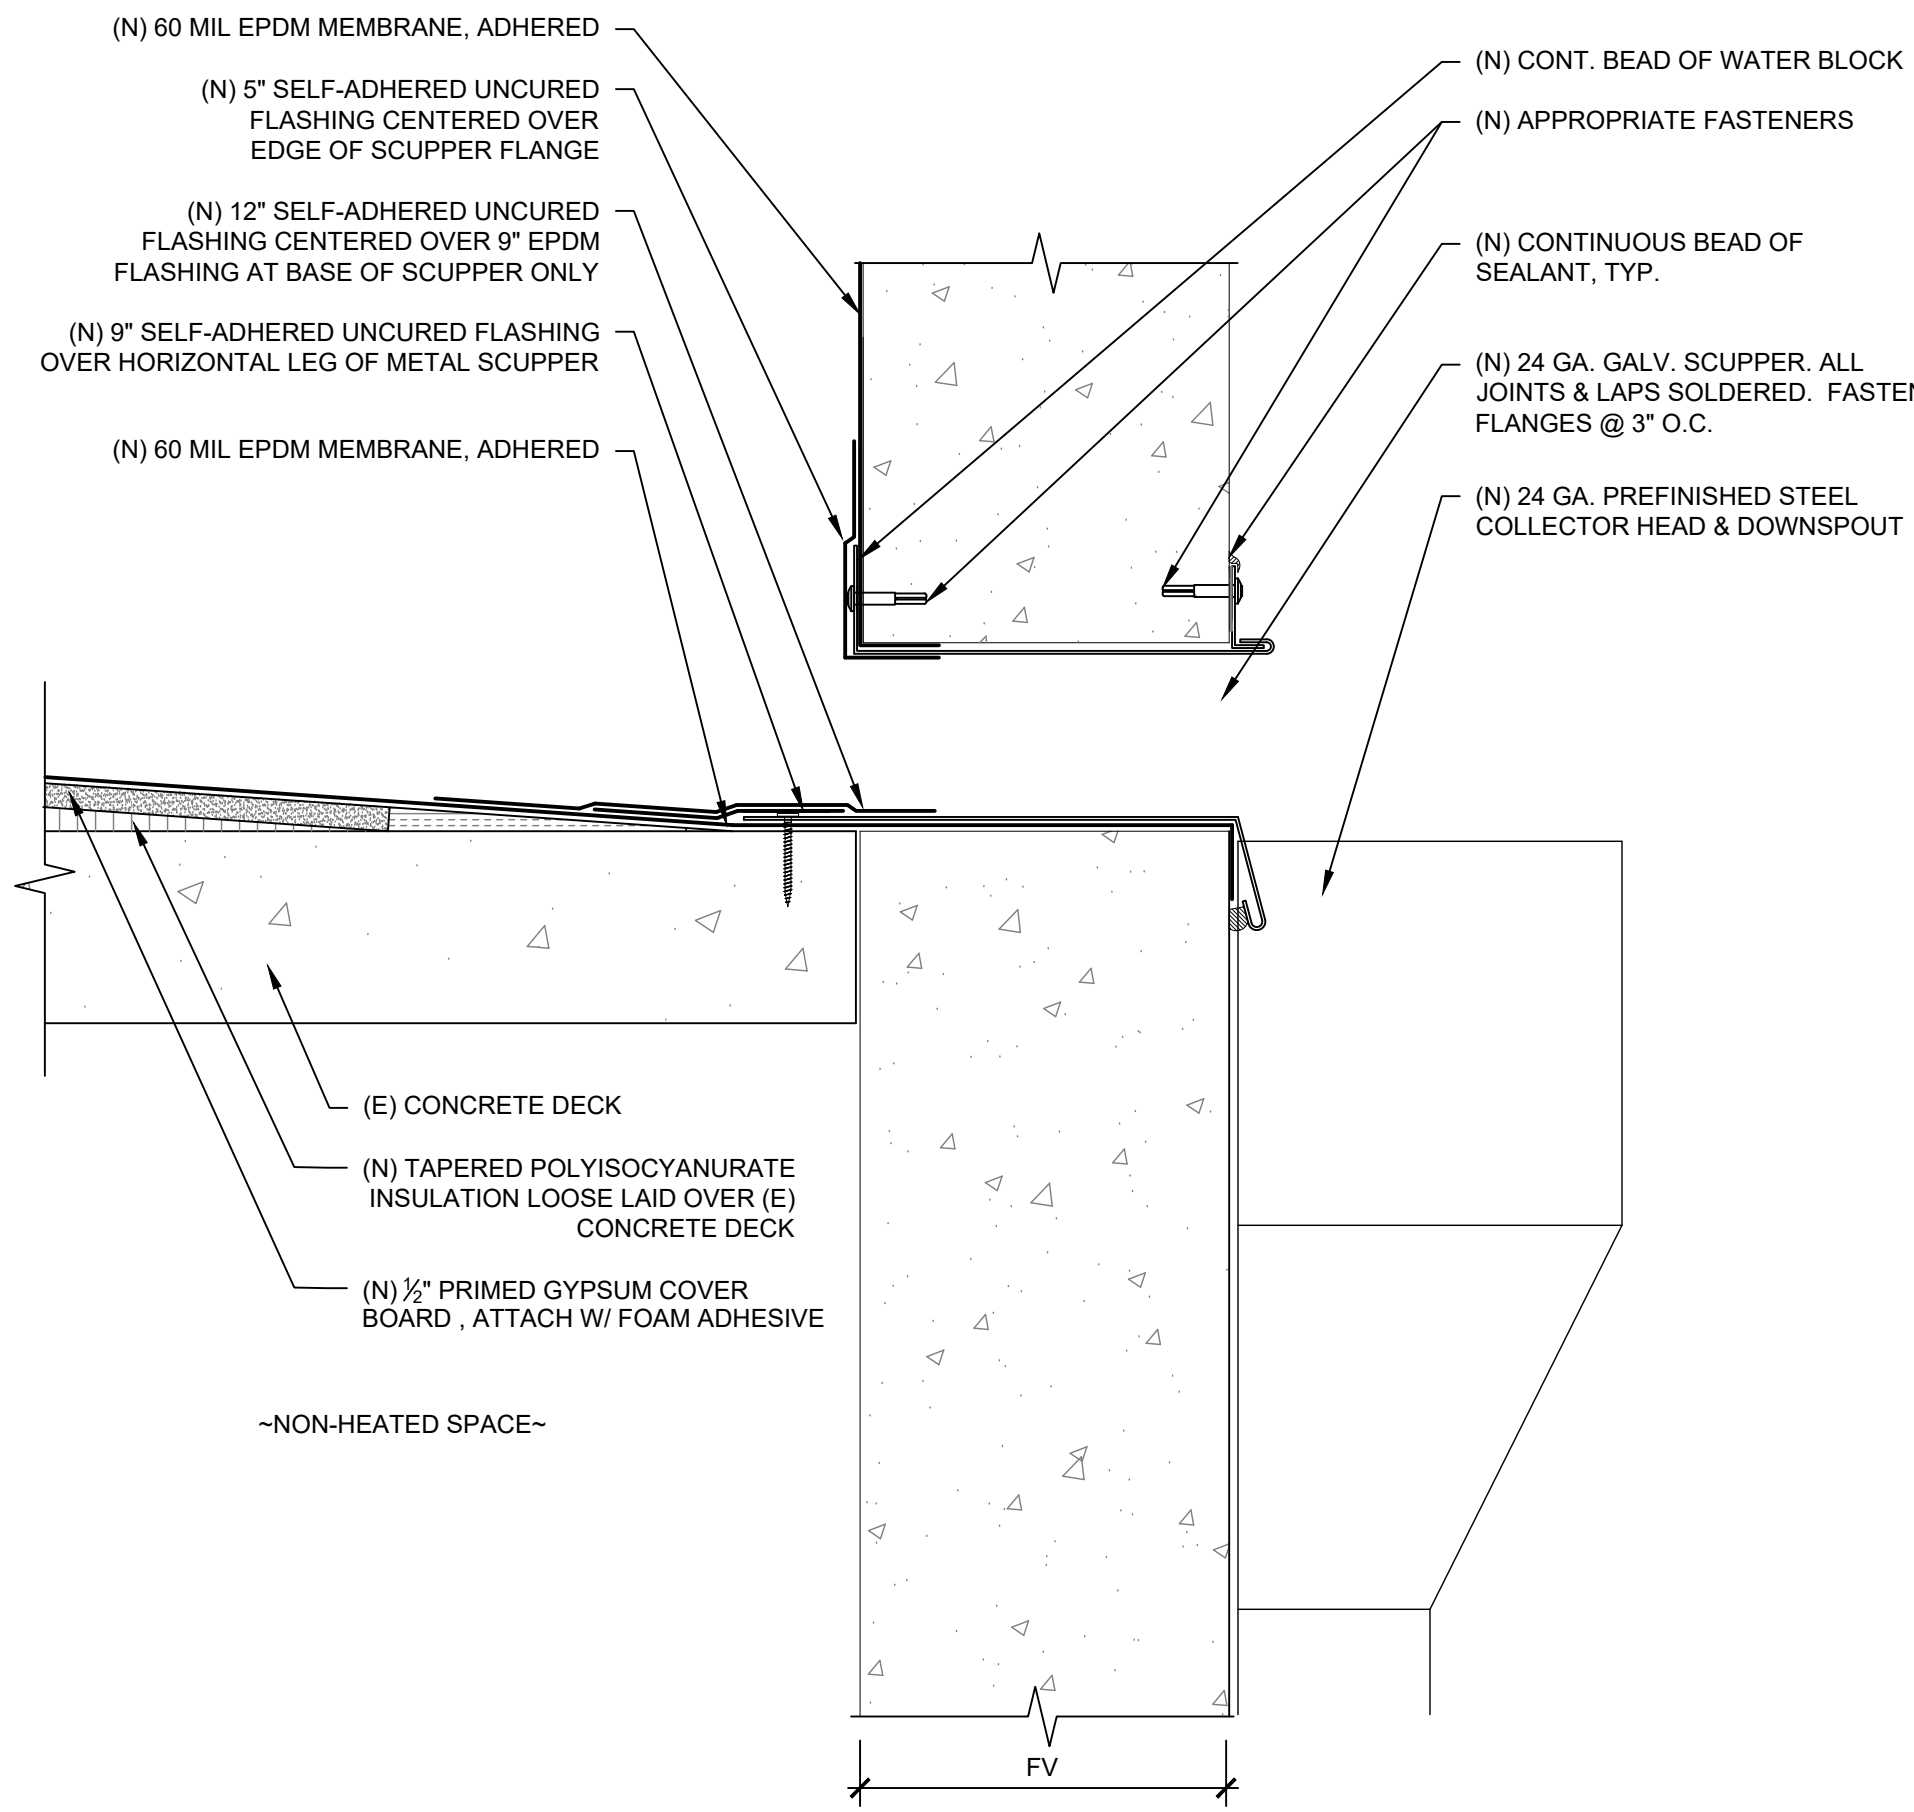 (N) 60 MIL EPDM MEMBRANE, ADHERED
(N) 5" SELF-ADHERED UNCURED
FLASHING CENTERED OVER
EDGE OF SCUPPER FLANGE
(N) 12" SELF-ADHERED UNCURED
FLASHING CENTERED OVER 9" EPDM
FLASHING AT BASE OF SCUPPER ONLY
(N) 9" SELF-ADHERED UNCURED FLASHING
OVER HORIZONTAL LEG OF METAL SCUPPER
(N) 60 MIL EPDM MEMBRANE, ADHERED
(N) CONT. BEAD OF WATER BLOCK
(N) APPROPRIATE FASTENERS
(N) CONTINUOUS BEAD OF
SEALANT, TYP.
(N) 24 GA. GALV. SCUPPER. ALL
JOINTS & LAPS SOLDERED. FASTEN
FLANGES @ 3" O.C.
(N) 24 GA. PREFINISHED STEEL
COLLECTOR HEAD & DOWNSPOUT
(E) CONCRETE DECK
(N) TAPERED POLYISOCYANURATE
INSULATION LOOSE LAID OVER (E)
CONCRETE DECK
(N) ½" PRIMED GYPSUM COVER
BOARD , ATTACH W/ FOAM ADHESIVE
~NON-HEATED SPACE~
FV